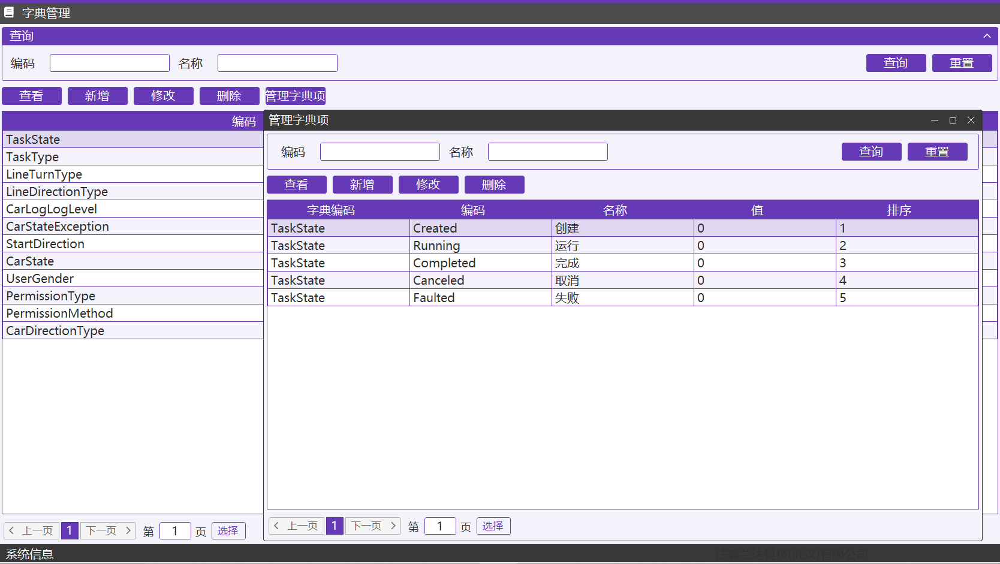 字典管理
查询
编码 名称 查询 重置
查看 新增 修改 删除 管理字典项
编码
TaskState
TaskType
LineTurnType
LineDirectionType
CarLogLogLevel
CarStateException
StartDirection
CarState
UserGender
PermissionType
PermissionMethod
CarDirectionType
上一页 1 下一页 第 1 页 选择
管理字典项
编码 名称 查询 重置
查看 新增 修改 删除
字典编码 编码 名称 值 排序
TaskState Created 创建 0 1
TaskState Running 运行 0 2
TaskState Completed 完成 0 3
TaskState Canceled 取消 0 4
TaskState Faulted 失败 0 5
上一页 1 下一页 第 1 页 选择
系统信息
法睿兰达科技(武汉)有限公司